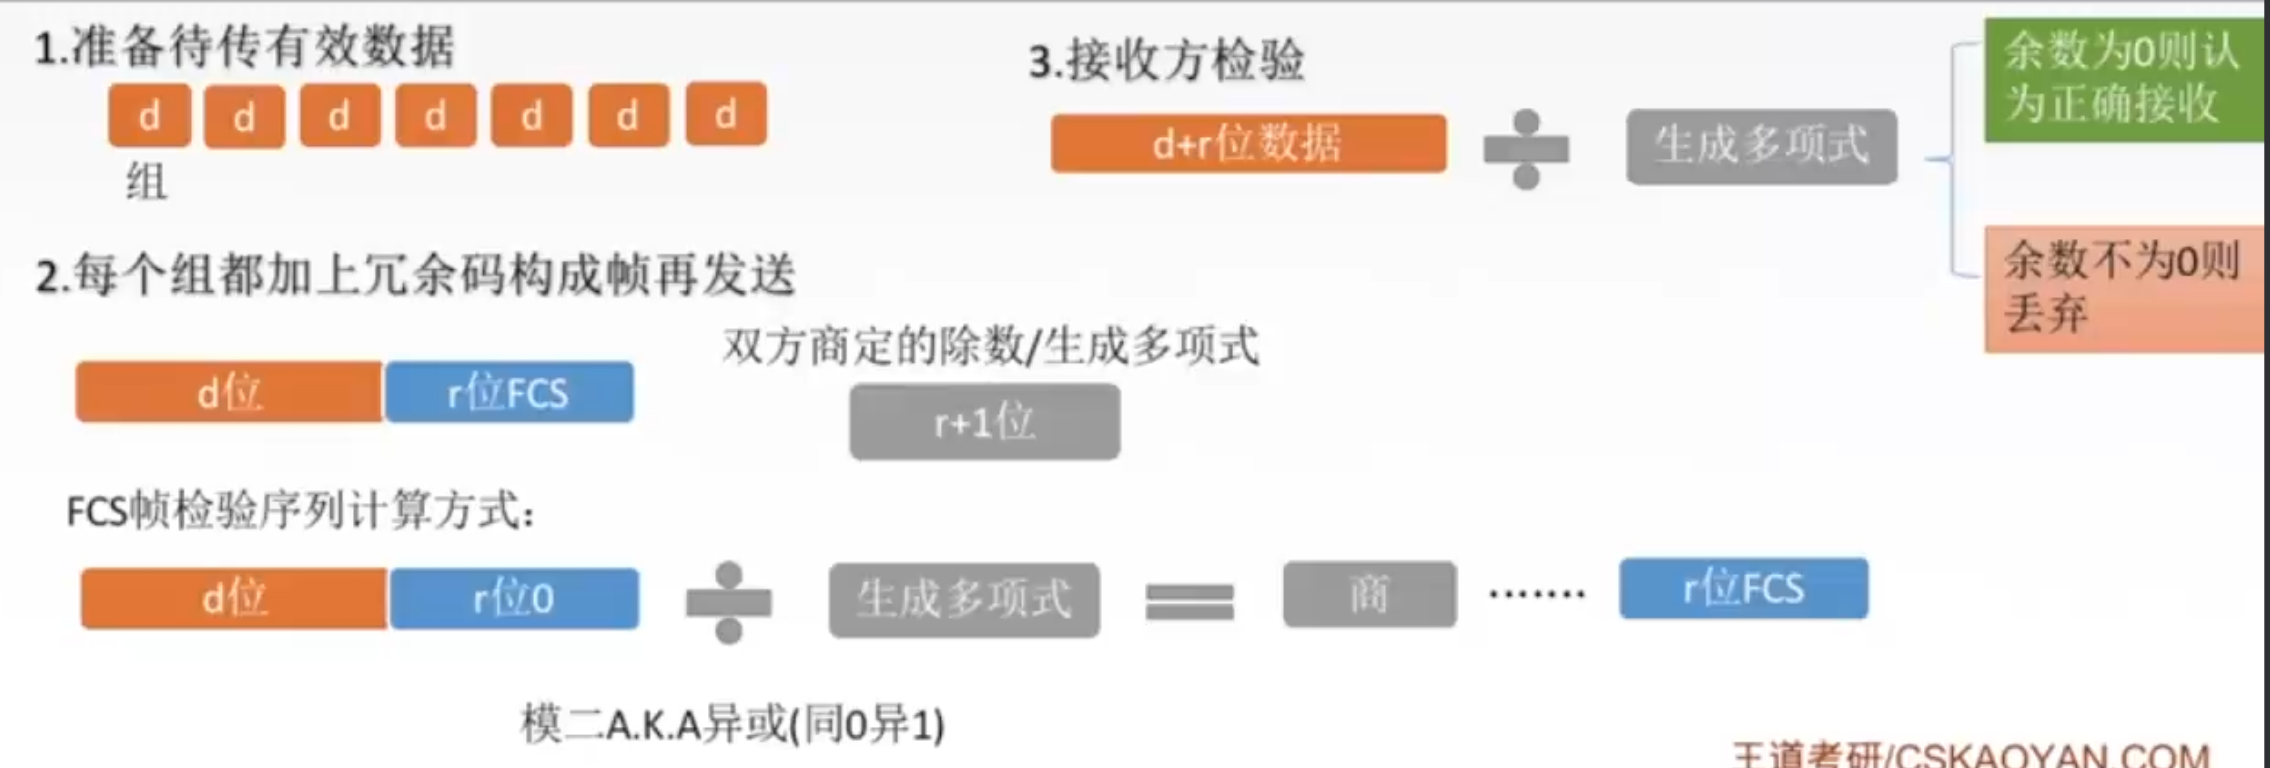 1.准备待传有效数据
d d d d d d d
组
2.每个组都加上冗余码构成帧再发送
双方商定的除数/生成多项式
d位 r位FCS
r+1位
FCS帧检验序列计算方式：
d位 r位0 生成多项式 商 ······· r位FCS
模二A.K.A异或(同0异1)
3.接收方检验
d+r位数据 生成多项式
余数为0则认
为正确接收
余数不为0则
丢弃
王道考研/CSKAOYAN.COM